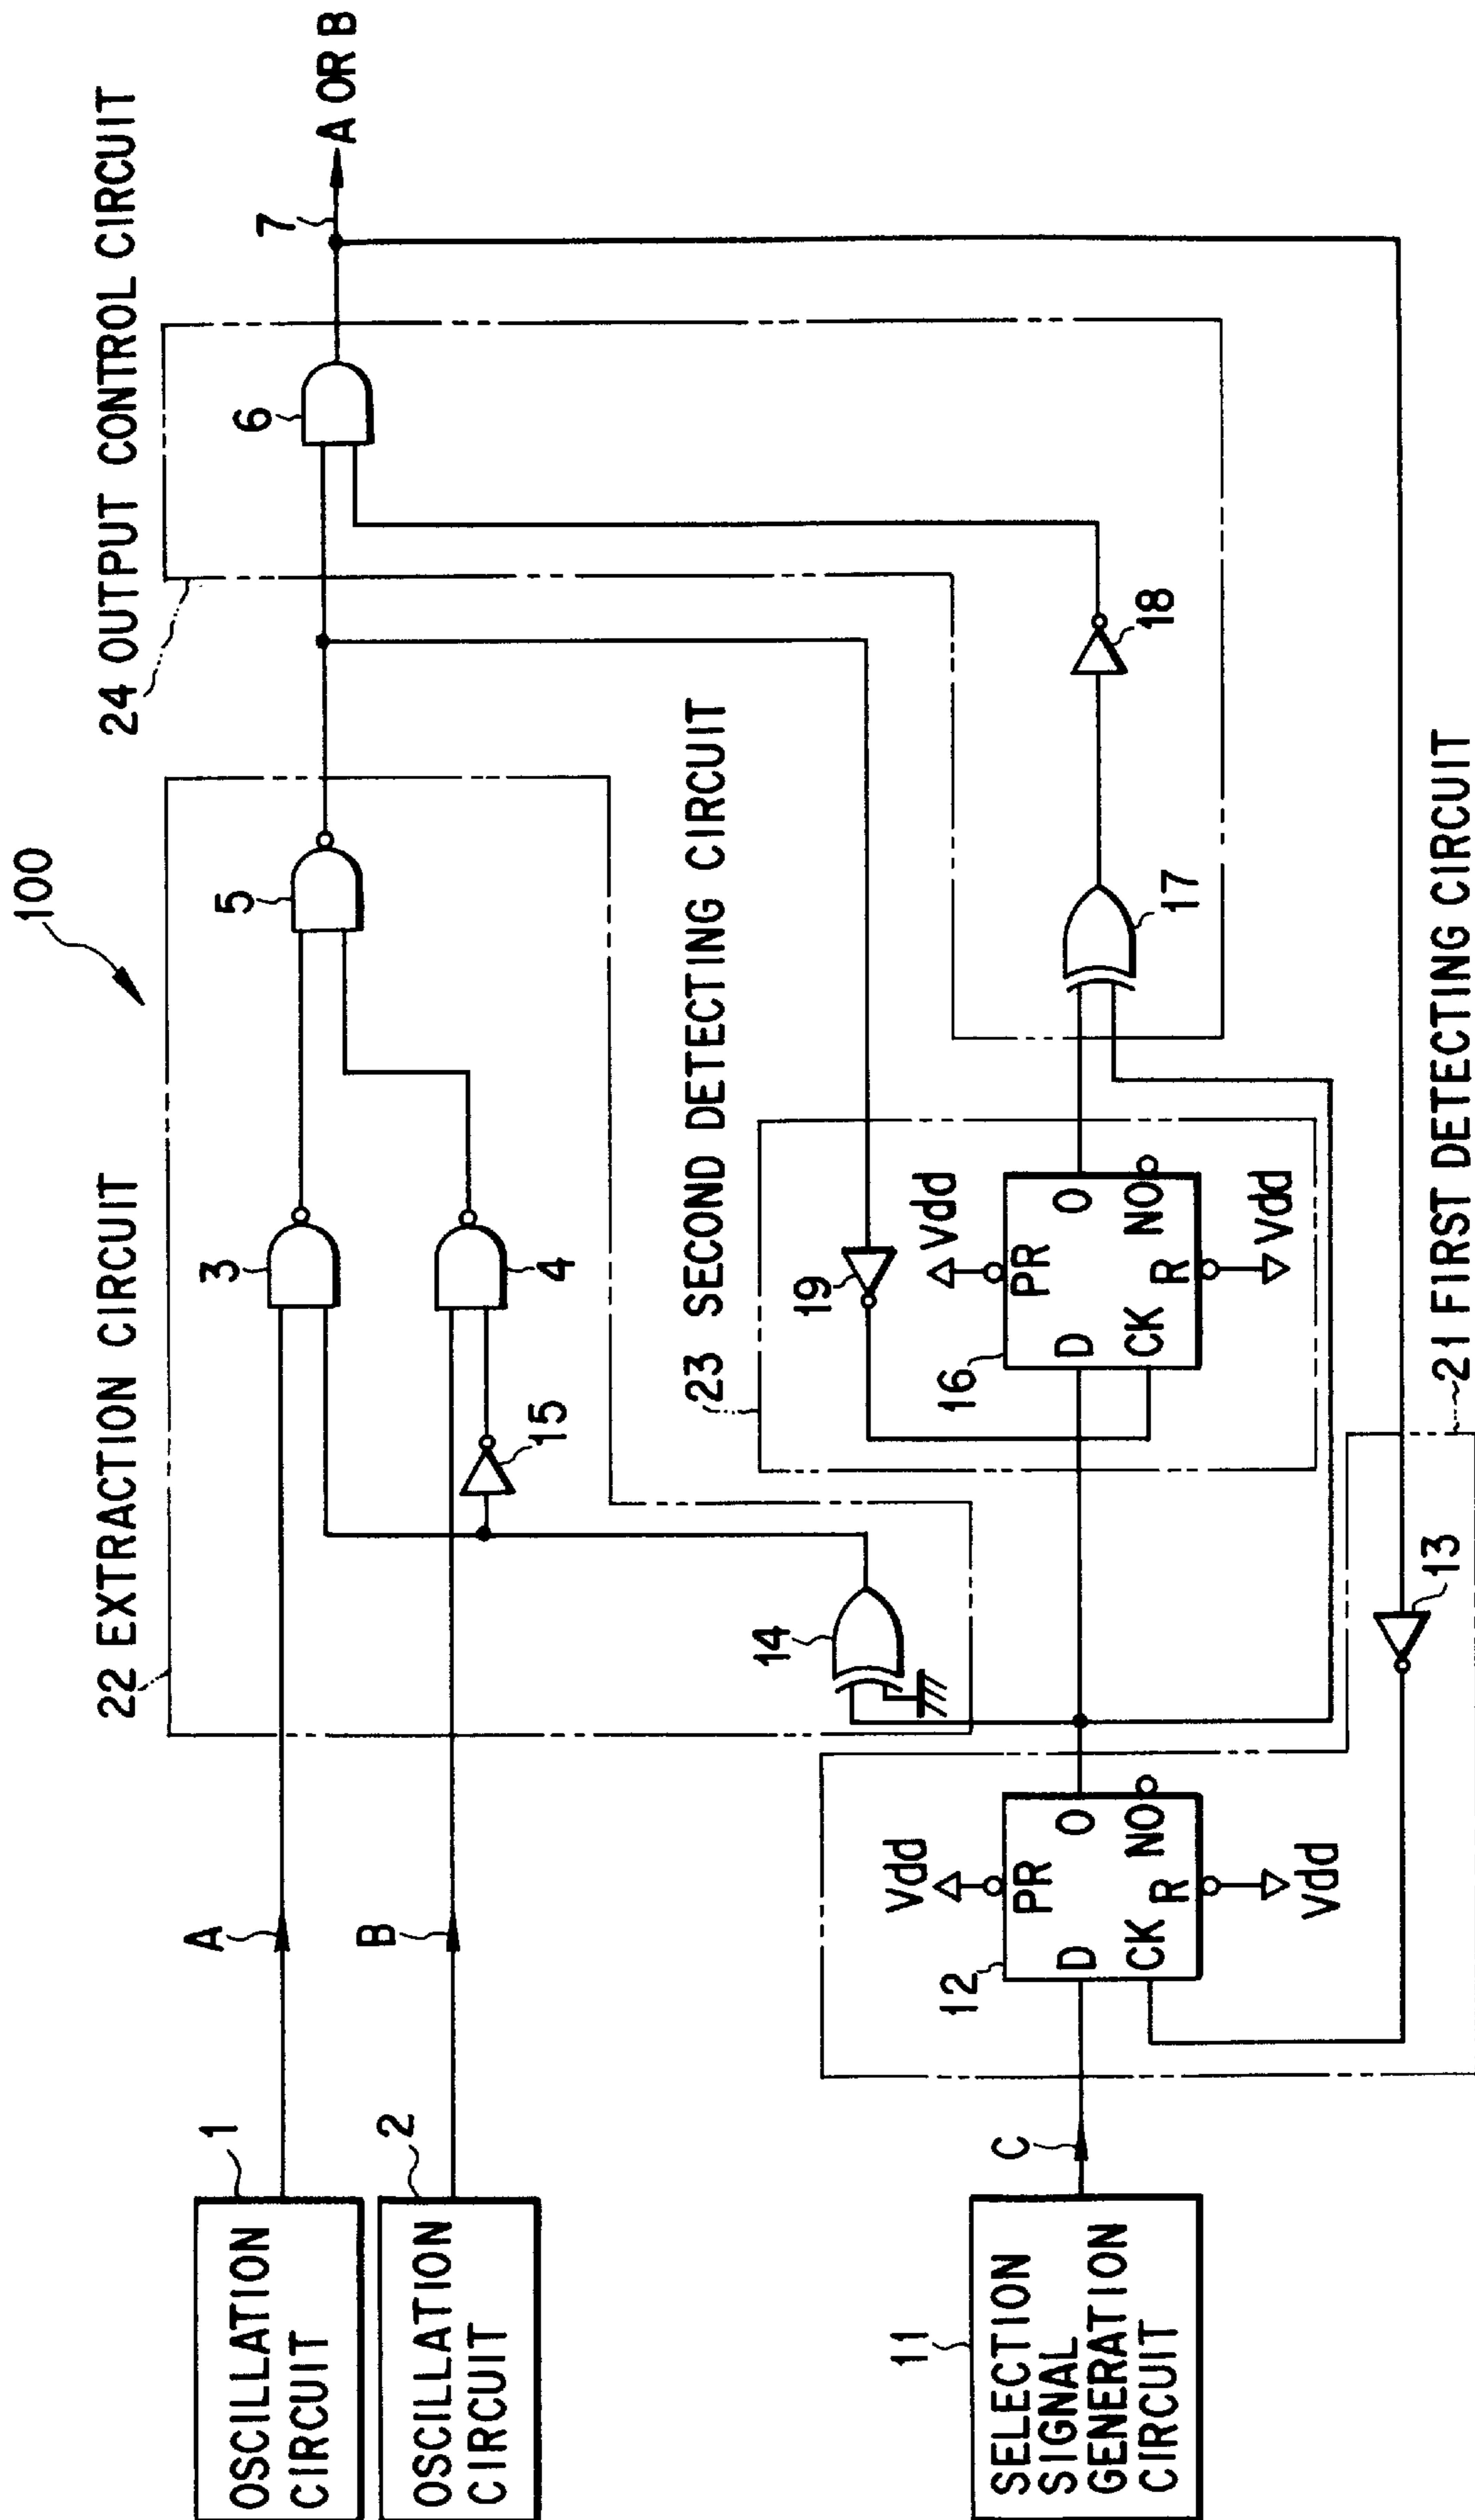 100
22 EXTRACTION CIRCUIT
24 OUTPUT CONTROL CIRCUIT
1
OSCILLATION
CIRCUIT
A
3
5
6
7
A OR B
2
OSCILLATION
CIRCUIT
B
15
4
14
23 SECOND DETECTING CIRCUIT
19
11
SELECTION
SIGNAL
GENERATION
CIRCUIT
C
12
Vdd
PR
D
O
CK
NO
R
Vdd
16
Vdd
PR
D
O
CK
NO
R
Vdd
17
18
13
21 FIRST DETECTING CIRCUIT